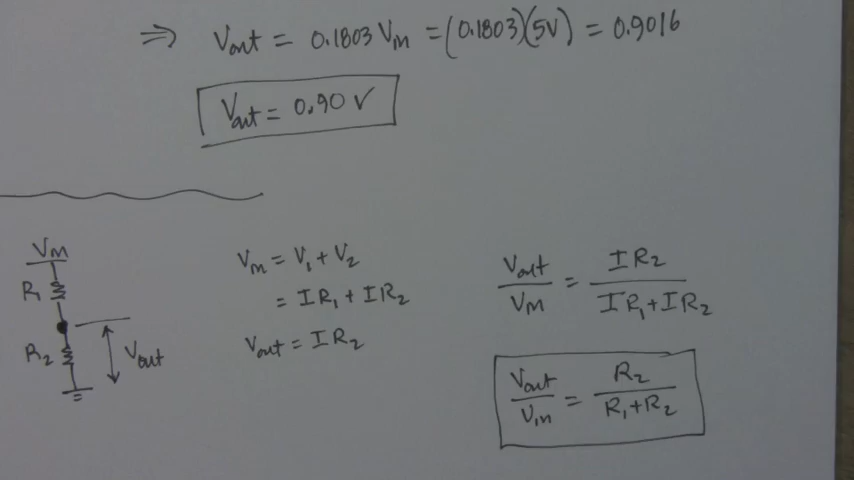 ⇒ Vout = 0.1803 Vin = (0.1803)(5V) = 0.9016
Vout = 0.90 V
Vin
R1
R2
Vout
Vin = V1 + V2
= IR1 + IR2
Vout = IR2
Vout/Vin = IR2/(IR1+IR2)
Vout/Vin = R2/(R1+R2)